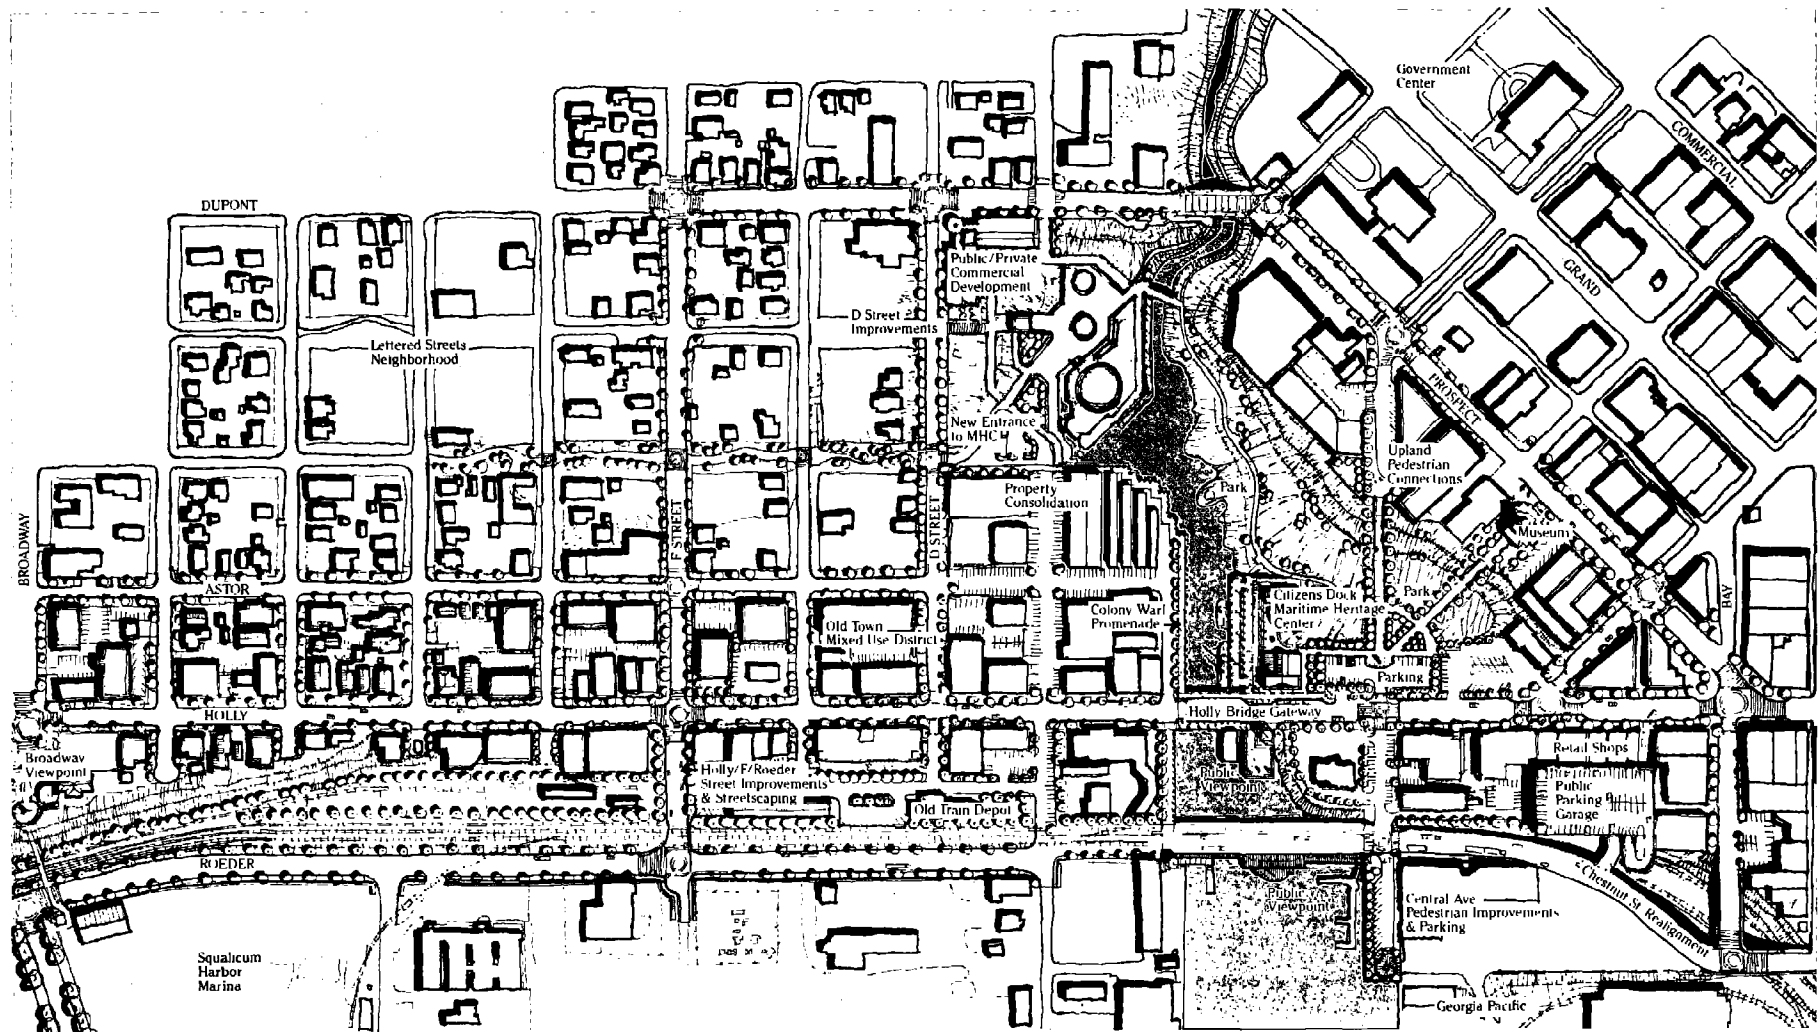 Government
Center
COMMERCIAL
DUPONT
Public/Private
Commercial
Development
GRAND
D Street
Improvements
Lettered Streets
Neighborhood
PROSPECT
New Entrance
to MHC
Upland
Pedestrian
Connections
Park
Property
Consolidation
Museum
BROADWAY
F STREET
D STREET
ASTOR
Citizens Dock
Maritime Heritage
Center
Park
BAY
Colony Warf
Promenade
Old Town
Mixed Use District
Parking
HOLLY
Holly Bridge Gateway
Broadway
Viewpoint
Retail Shops
Holly/F/Roeder
Street Improvements
& Streetscaping
Public
Viewpoint
Public
Parking
Garage
Old Train Depot
ROEDER
Chestnut St. Realignment
Public
Viewpoint
Central Ave
Pedestrian Improvements
& Parking
Squalicum
Harbor
Marina
Georgia Pacific